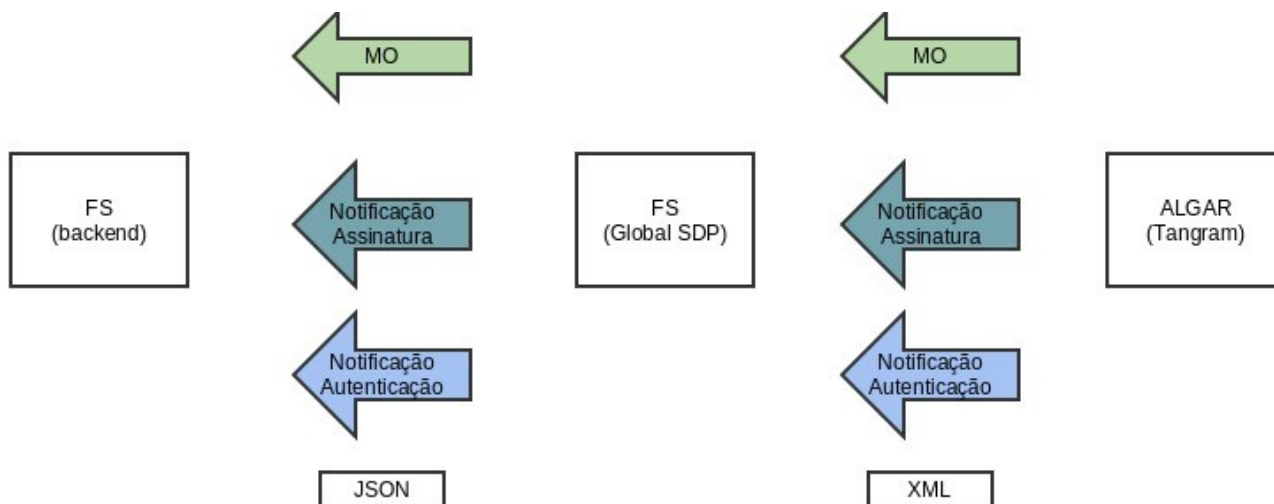 MO
MO
FS
(backend)
Notificação
Assinatura
FS
(Global SDP)
Notificação
Assinatura
ALGAR
(Tangram)
Notificação
Autenticação
Notificação
Autenticação
JSON
XML